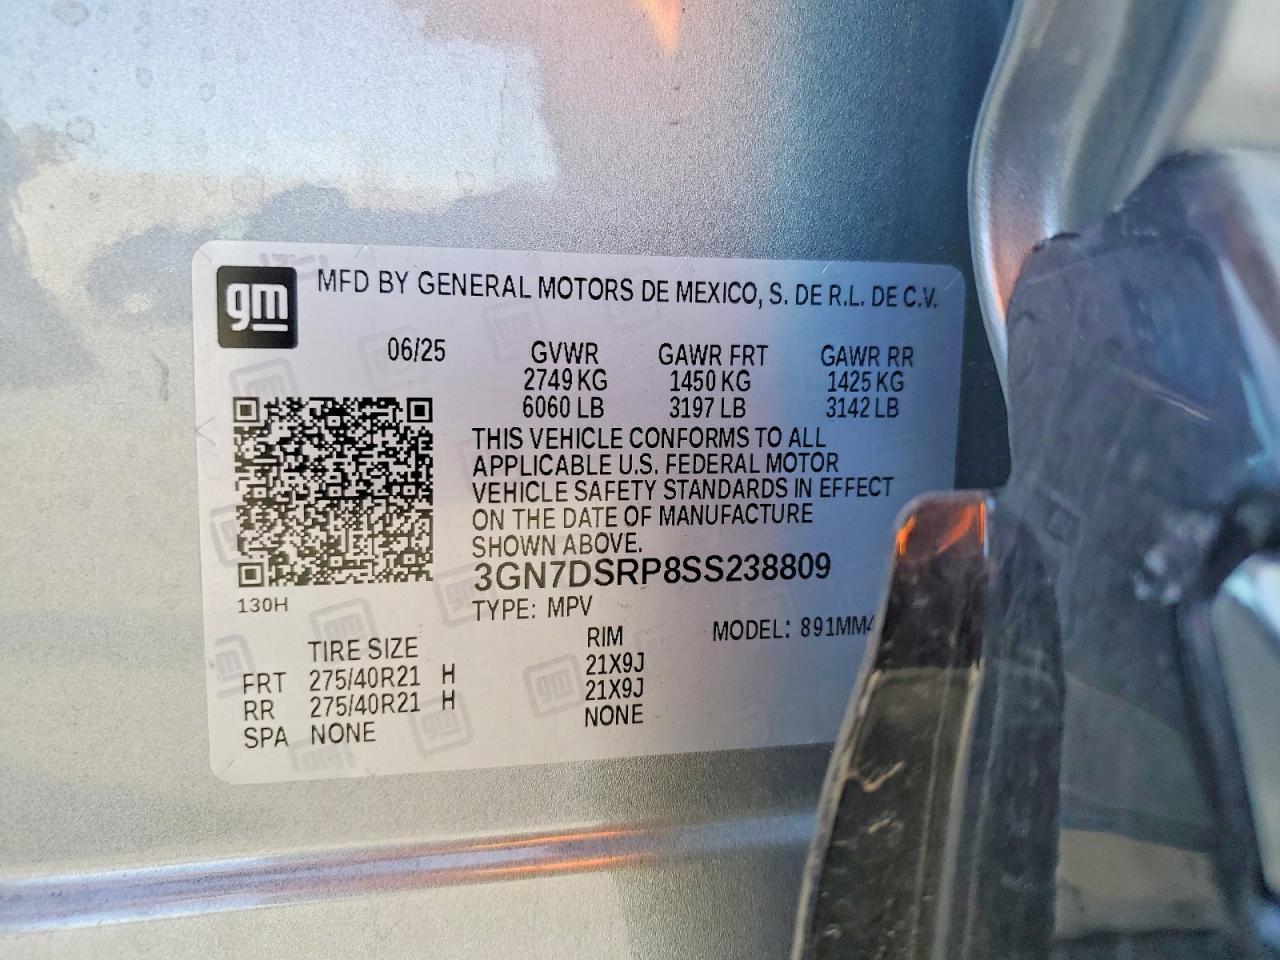 gm
MFD BY GENERAL MOTORS DE MEXICO, S. DE R.L. DE C.V.
06/25 GVWR GAWR FRT GAWR RR
2749 KG 1450 KG 1425 KG
6060 LB 3197 LB 3142 LB
THIS VEHICLE CONFORMS TO ALL
APPLICABLE U.S. FEDERAL MOTOR
VEHICLE SAFETY STANDARDS IN EFFECT
ON THE DATE OF MANUFACTURE
SHOWN ABOVE.
3GN7DSRP8SS238809
130H
TYPE: MPV
MODEL: 891MM4
TIRE SIZE RIM
FRT 275/40R21 H 21X9J
RR 275/40R21 H 21X9J
SPA NONE NONE